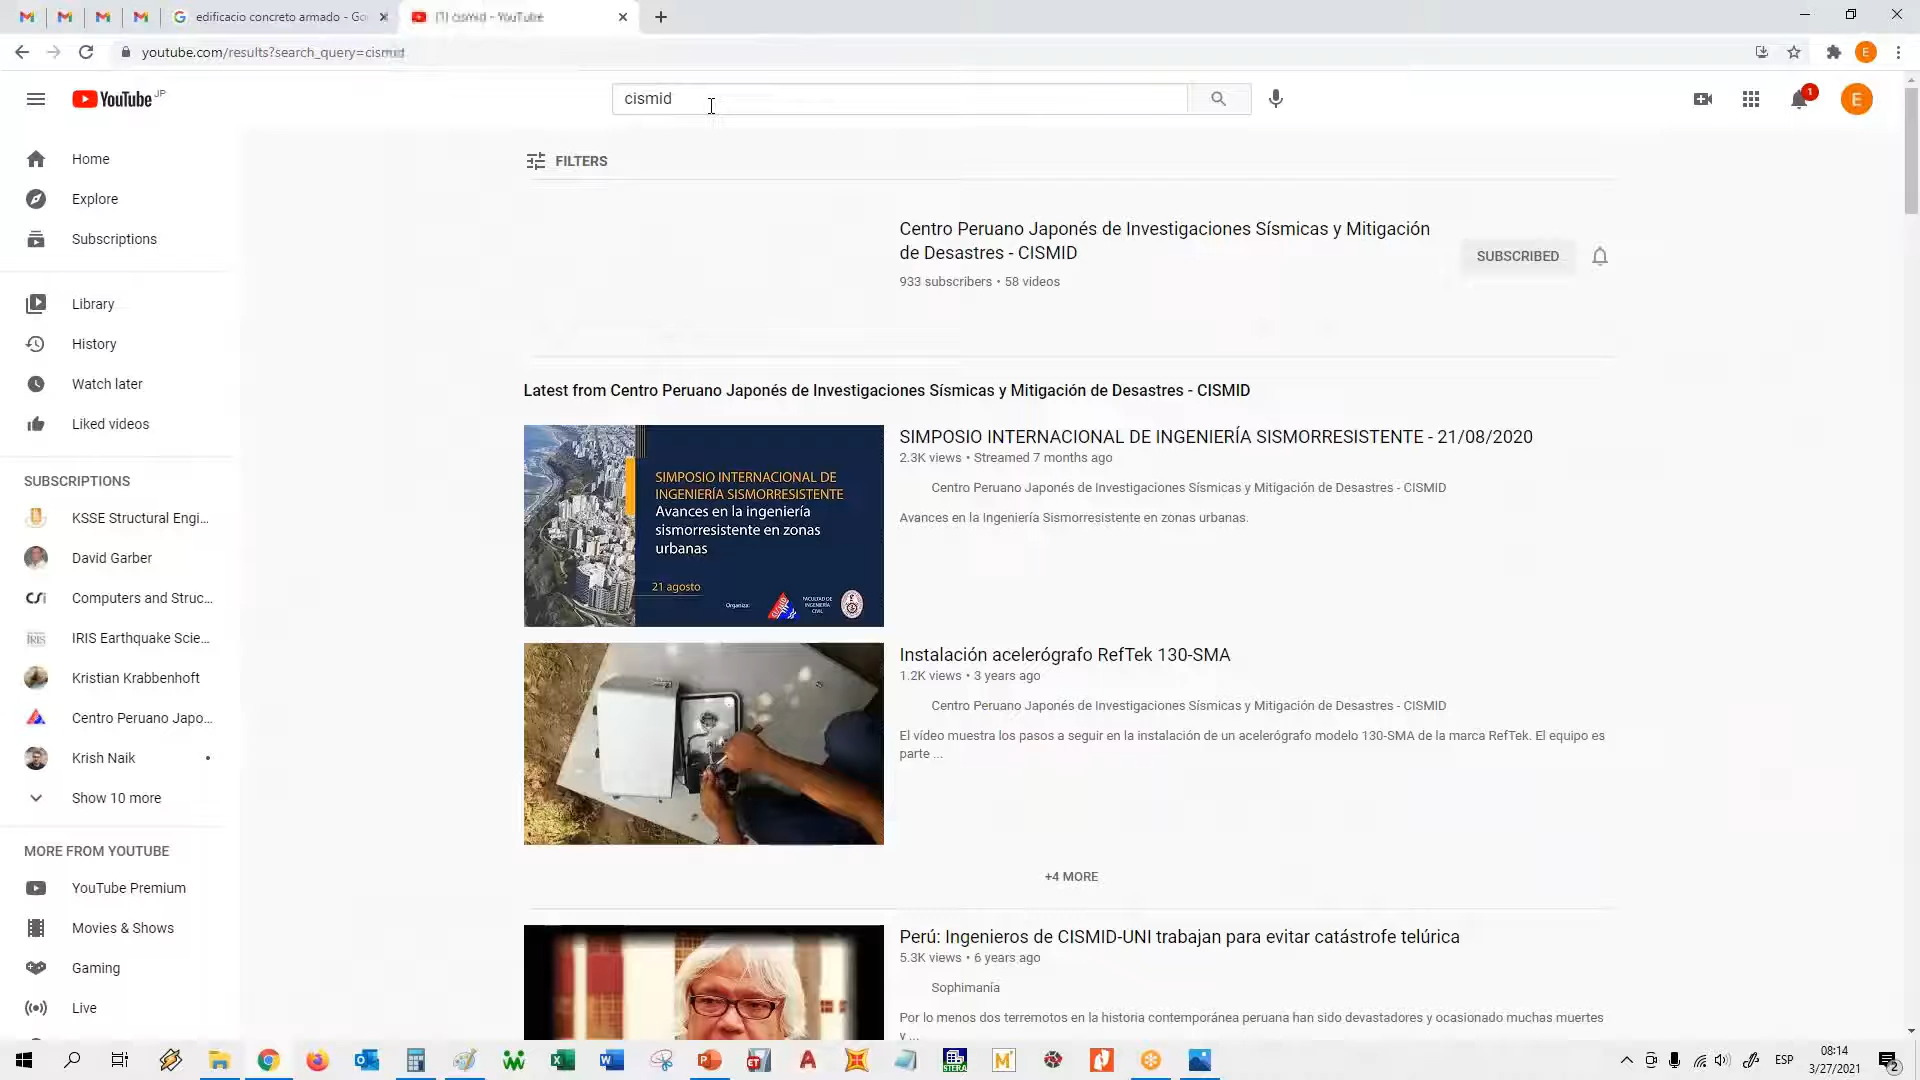 edificacio concreto armado - Go
(1) cismid - YouTube
youtube.com/results?search_query=cismid
E
YouTube JP
cismid
1
E
Home
Explore
Subscriptions
Library
History
Watch later
Liked videos
SUBSCRIPTIONS
KSSE Structural Engi...
David Garber
Computers and Struc...
IRIS Earthquake Scie...
Kristian Krabbenhoft
Centro Peruano Japo...
Krish Naik
Show 10 more
MORE FROM YOUTUBE
YouTube Premium
Movies & Shows
Gaming
Live
FILTERS
Centro Peruano Japonés de Investigaciones Sísmicas y Mitigación
de Desastres - CISMID
933 subscribers • 58 videos
SUBSCRIBED
Latest from Centro Peruano Japonés de Investigaciones Sísmicas y Mitigación de Desastres - CISMID
SIMPOSIO INTERNACIONAL DE
INGENIERÍA SISMORRESISTENTE
Avances en la ingeniería
sismorresistente en zonas
urbanas
21 agosto
Organiza:
FACULTAD DE
INGENIERÍA
CIVIL
SIMPOSIO INTERNACIONAL DE INGENIERÍA SISMORRESISTENTE - 21/08/2020
2.3K views • Streamed 7 months ago
Centro Peruano Japonés de Investigaciones Sísmicas y Mitigación de Desastres - CISMID
Avances en la Ingeniería Sismorresistente en zonas urbanas.
Instalación acelerógrafo RefTek 130-SMA
1.2K views • 3 years ago
Centro Peruano Japonés de Investigaciones Sísmicas y Mitigación de Desastres - CISMID
El vídeo muestra los pasos a seguir en la instalación de un acelerógrafo modelo 130-SMA de la marca RefTek. El equipo es
parte ...
+4 MORE
Perú: Ingenieros de CISMID-UNI trabajan para evitar catástrofe telúrica
5.3K views • 6 years ago
Sophimanía
Por lo menos dos terremotos en la historia contemporánea peruana han sido devastadores y ocasionado muchas muertes
y ...
ESP
08:14
3/27/2021
2